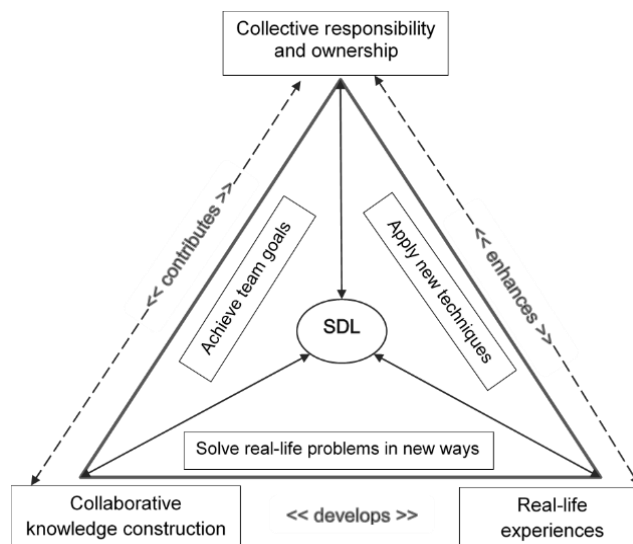 Collective responsibility
and ownership
<< contributes >>
<< enhances >>
Achieve team goals
Apply new techniques
SDL
Solve real-life problems in new ways
Collaborative
knowledge construction
<< develops >>
Real-life
experiences